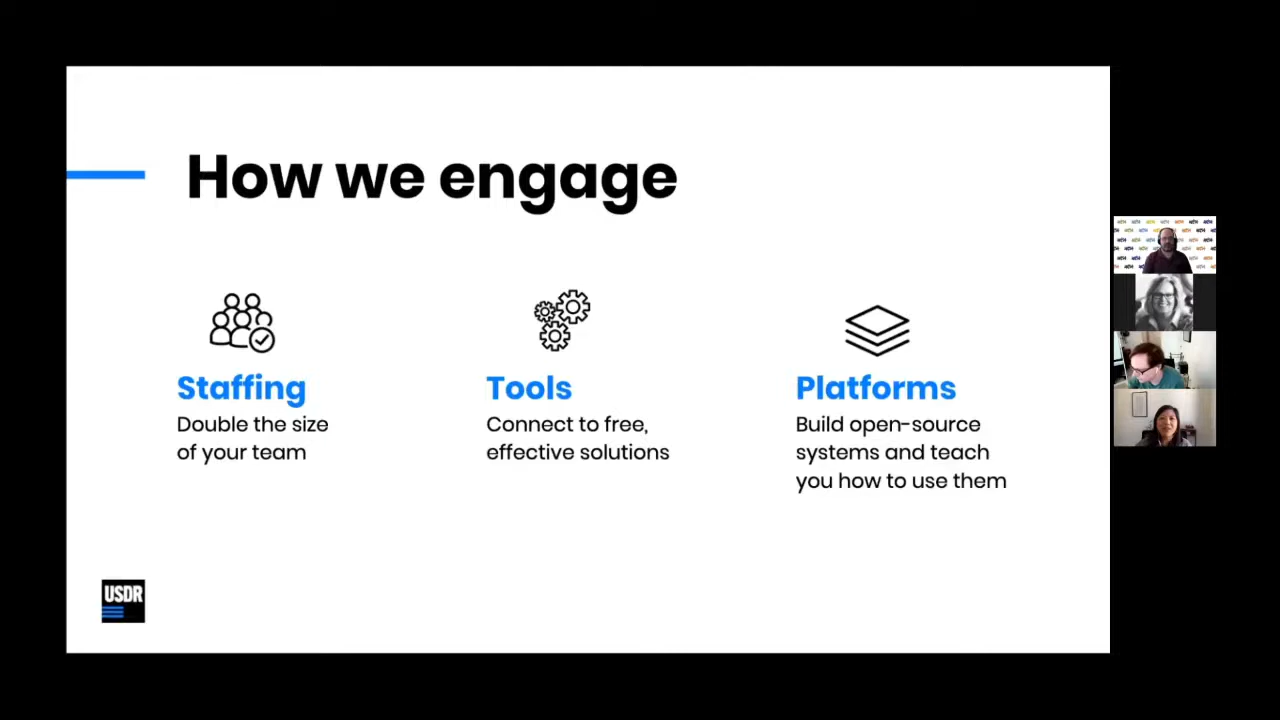 How we engage
Staffing
Double the size
of your team
Tools
Connect to free,
effective solutions
Platforms
Build open-source
systems and teach
you how to use them
USDR